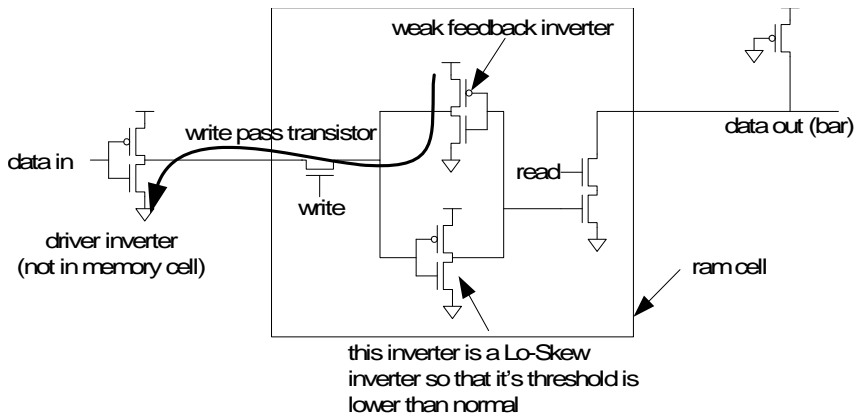 weak feedback inverter
write pass transistor
data in
data out (bar)
read
write
driver inverter
(not in memory cell)
ram cell
this inverter is a Lo-Skew
inverter so that it's threshold is
lower than normal